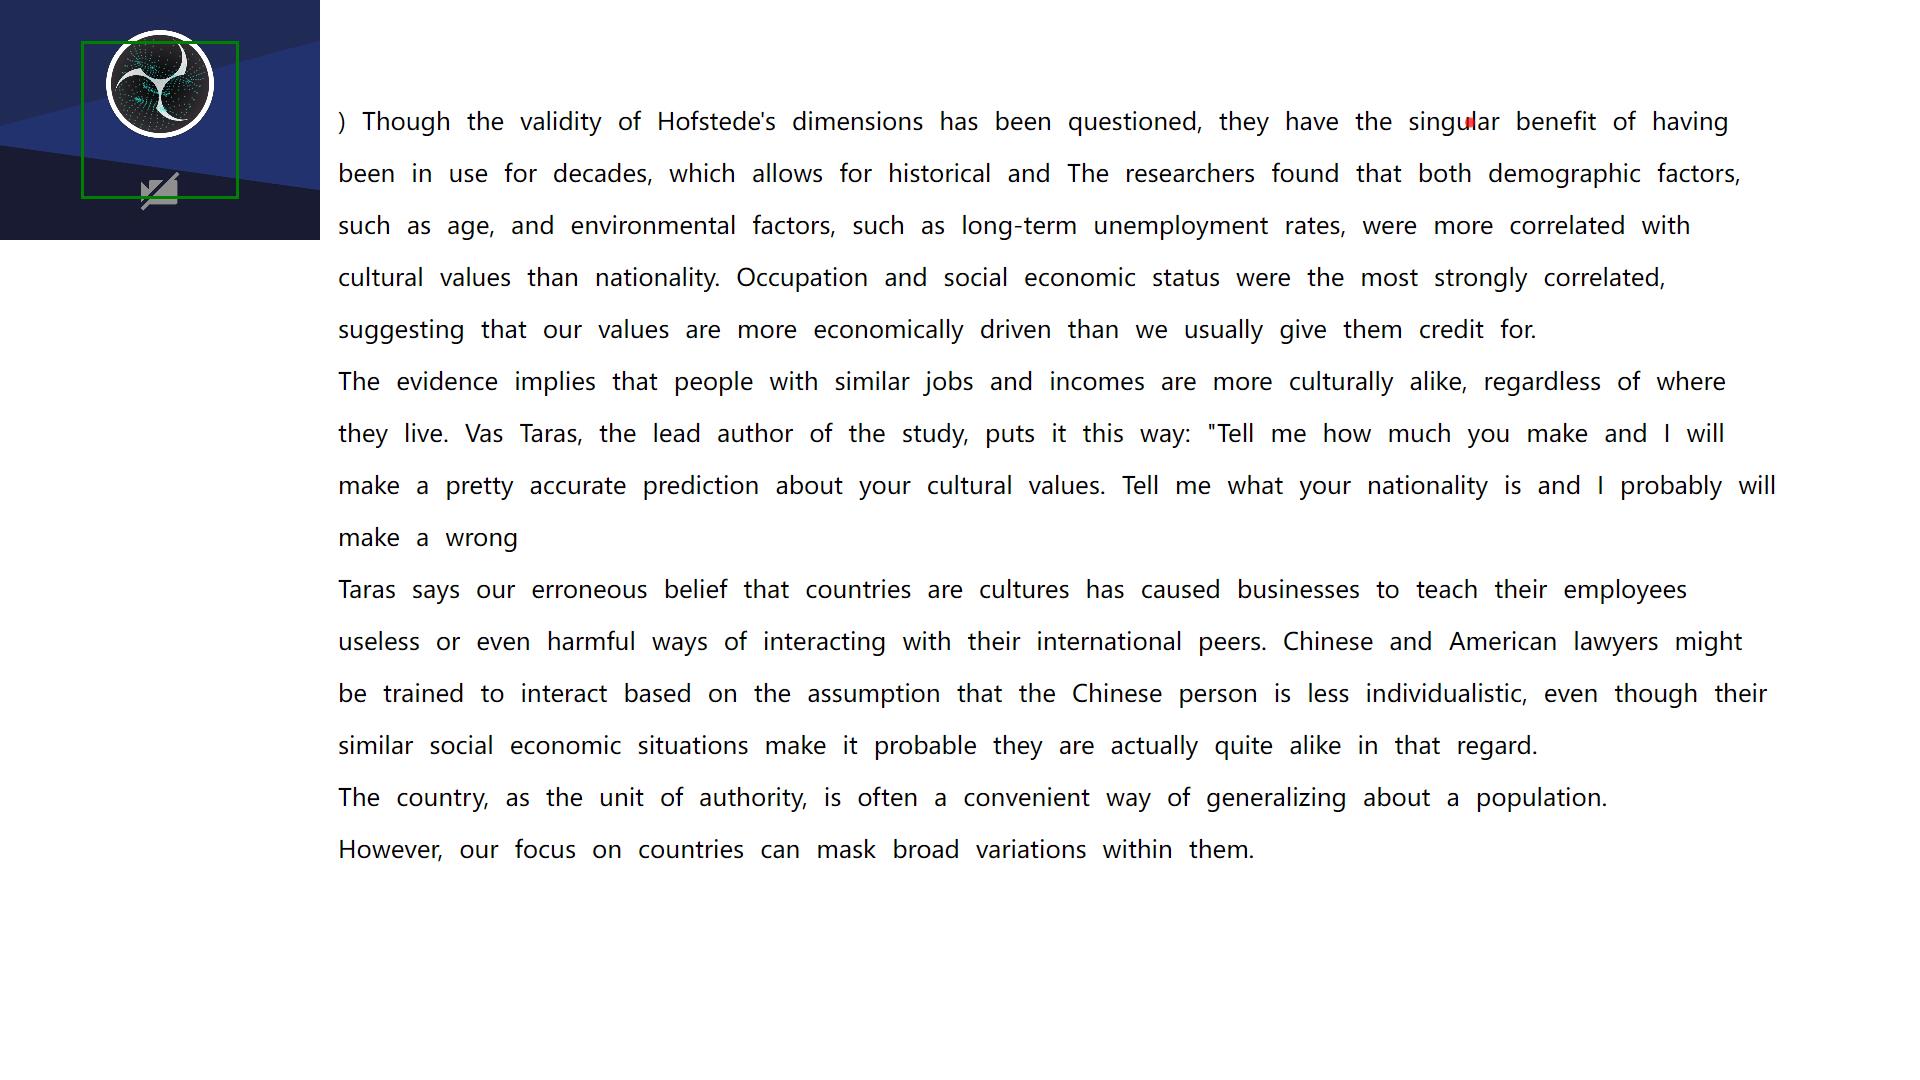 ) Though the validity of Hofstede's dimensions has been questioned, they have the singular benefit of having
been in use for decades, which allows for historical and The researchers found that both demographic factors,
such as age, and environmental factors, such as long-term unemployment rates, were more correlated with
cultural values than nationality. Occupation and social economic status were the most strongly correlated,
suggesting that our values are more economically driven than we usually give them credit for.
The evidence implies that people with similar jobs and incomes are more culturally alike, regardless of where
they live. Vas Taras, the lead author of the study, puts it this way: "Tell me how much you make and I will
make a pretty accurate prediction about your cultural values. Tell me what your nationality is and I probably will
make a wrong
Taras says our erroneous belief that countries are cultures has caused businesses to teach their employees
useless or even harmful ways of interacting with their international peers. Chinese and American lawyers might
be trained to interact based on the assumption that the Chinese person is less individualistic, even though their
similar social economic situations make it probable they are actually quite alike in that regard.
The country, as the unit of authority, is often a convenient way of generalizing about a population.
However, our focus on countries can mask broad variations within them.